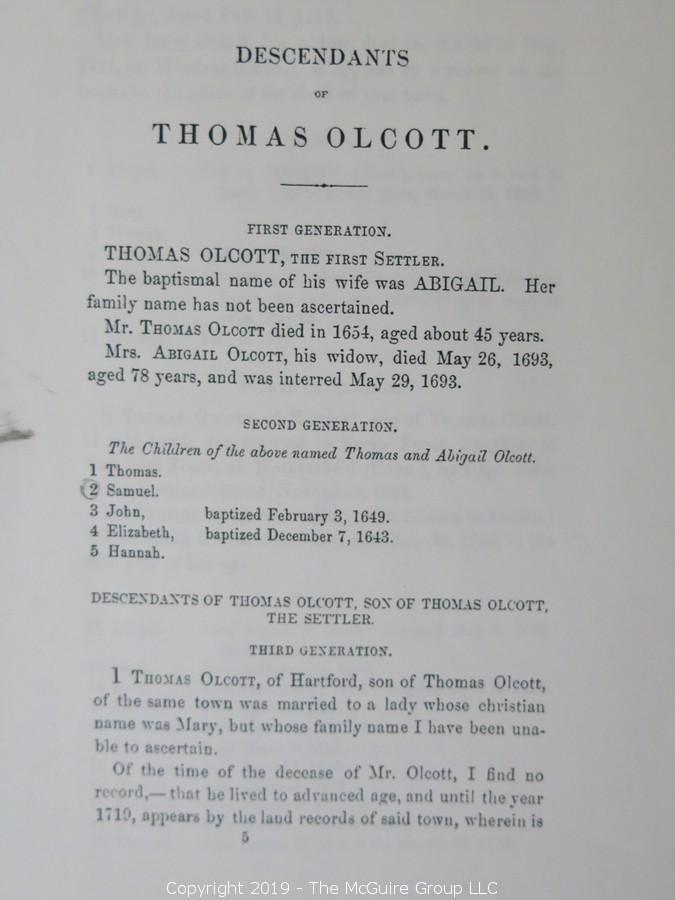 DESCENDANTS
OF
THOMAS OLCOTT.
FIRST GENERATION.
THOMAS OLCOTT, THE FIRST SETTLER.
The baptismal name of his wife was ABIGAIL. Her
family name has not been ascertained.
Mr. THOMAS OLCOTT died in 1654, aged about 45 years.
Mrs. ABIGAIL OLCOTT, his widow, died May 26, 1693,
aged 78 years, and was interred May 29, 1693.
SECOND GENERATION.
The Children of the above named Thomas and Abigail Olcott.
1 Thomas.
2 Samuel.
3 John, baptized February 3, 1649.
4 Elizabeth, baptized December 7, 1643.
5 Hannah.
DESCENDANTS OF THOMAS OLCOTT, SON OF THOMAS OLCOTT,
THE SETTLER.
THIRD GENERATION.
1 THOMAS OLCOTT, of Hartford, son of Thomas Olcott,
of the same town was married to a lady whose christian
name was Mary, but whose family name I have been una-
ble to ascertain.
Of the time of the decease of Mr. Olcott, I find no
record,—that he lived to advanced age, and until the year
1719, appears by the land records of said town, wherein is
5
Copyright 2019 - The McGuire Group LLC